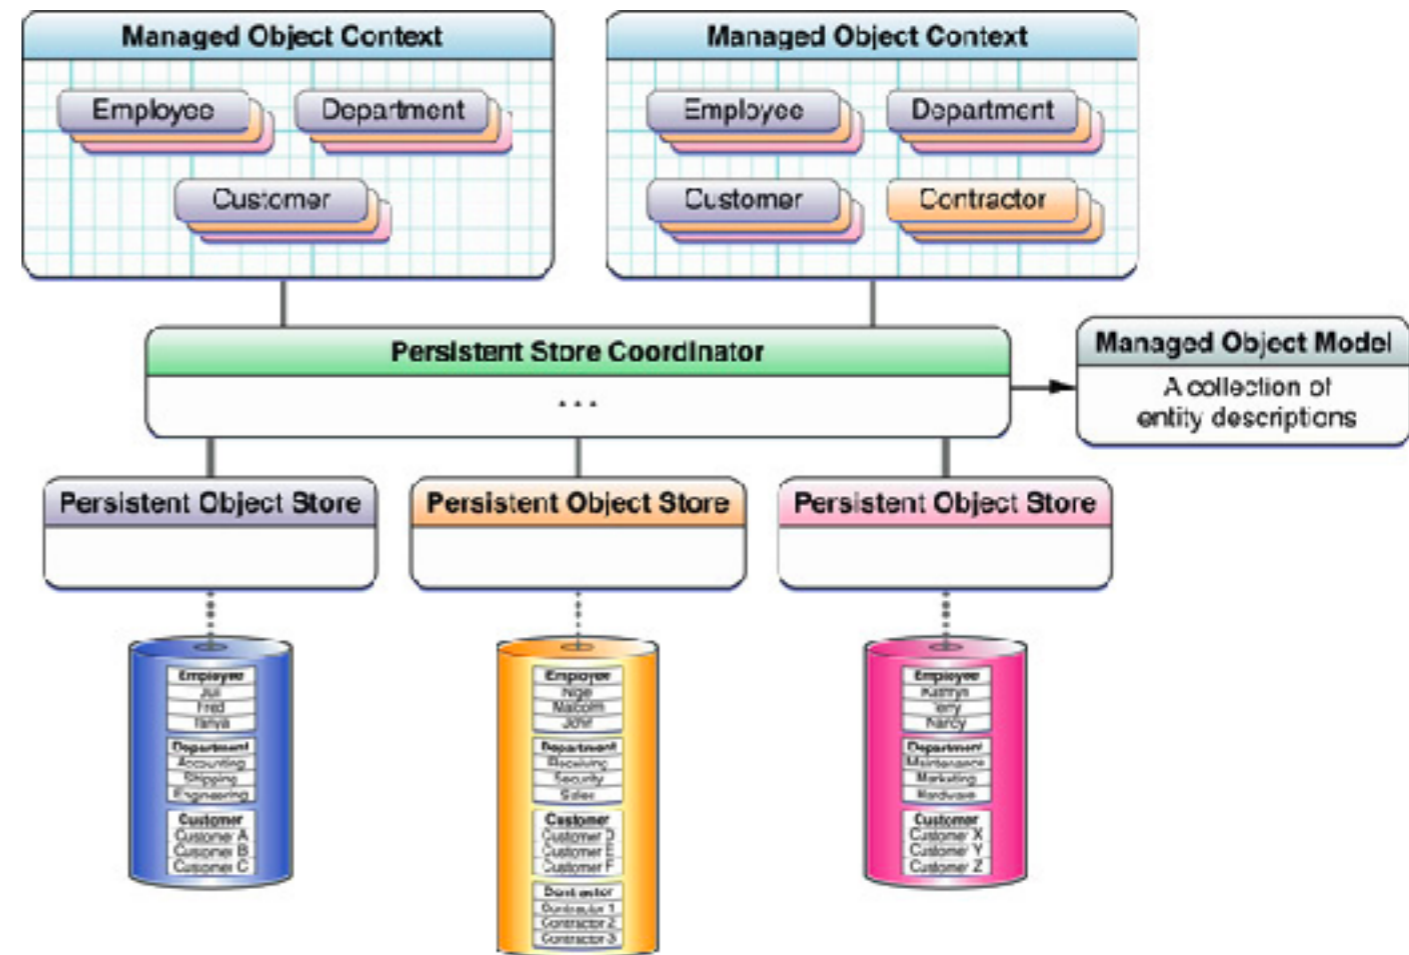 Managed Object Context
Employee
Department
Customer
Managed Object Context
Employee
Department
Customer
Contractor
Persistent Store Coordinator
...
Managed Object Model
A collection of
entity descriptions
Persistent Object Store
Persistent Object Store
Persistent Object Store
Employee
Jill
Fred
Tanya
Department
Accounting
Shipping
Engineering
Customer
Customer A
Customer B
Customer C
Employee
Malcolm
John
Department
Receiving
Security
Sales
Customer
Customer D
Customer E
Customer F
Contractor
Contractor 1
Contractor 2
Contractor 3
Employee
Kathryn
Terry
Nancy
Department
Maintenance
Marketing
Hardware
Customer
Customer X
Customer Y
Customer Z